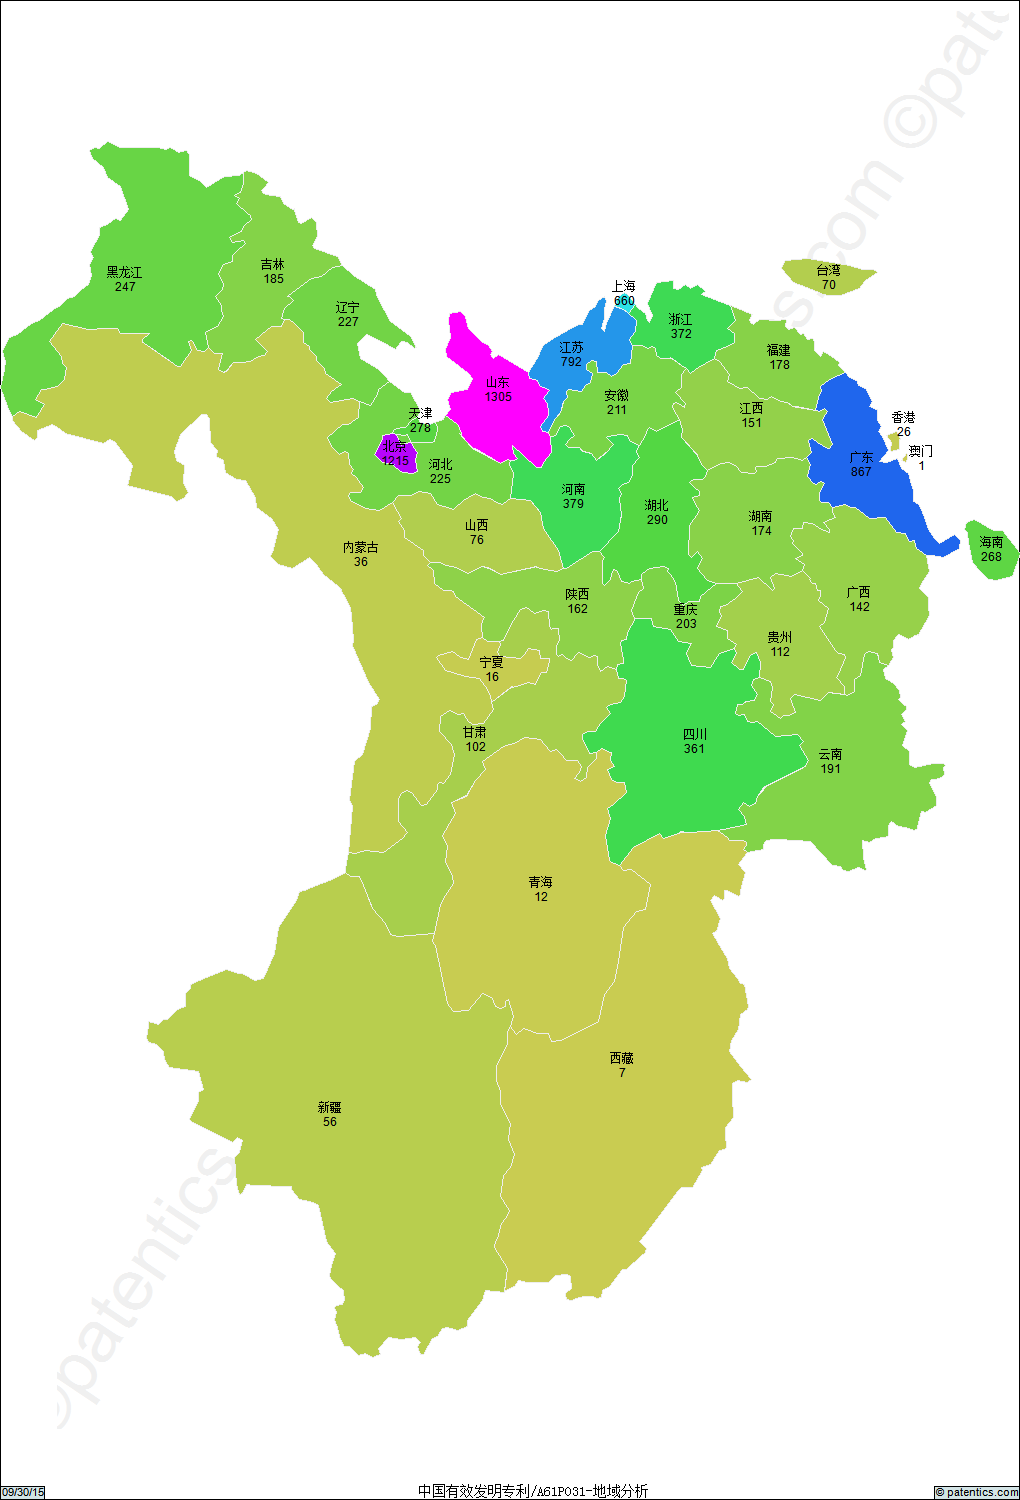 ©patentics.com ©pate
黑龙江
247
吉林
185
辽宁
227
台湾
70
上海
660
浙江
372
江苏
792
福建
178
山东
1305
安徽
211
江西
151
天津
278
香港
26
澳门
1
北京
1215
河北
225
广东
867
河南
379
湖北
290
湖南
174
山西
76
海南
268
内蒙古
36
陕西
162
重庆
203
广西
142
贵州
112
宁夏
16
甘肃
102
四川
361
云南
191
青海
12
西藏
7
新疆
56
09/30/15
中国有效发明专利/A61P031-地域分析
© patentics.com